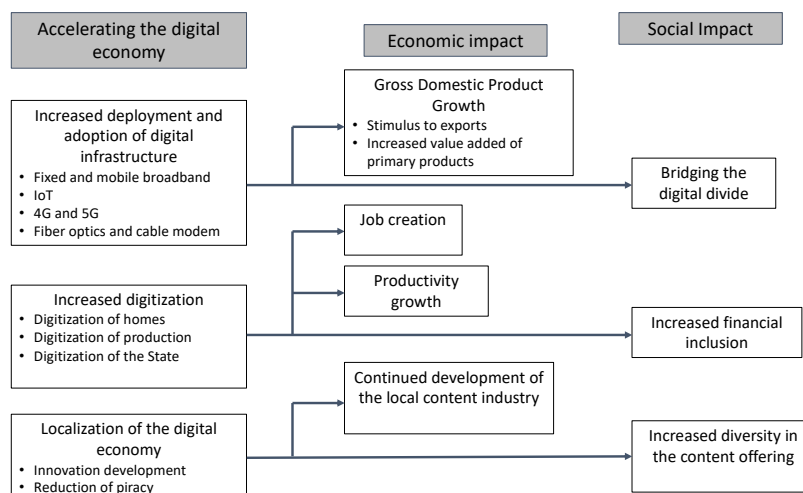 Accelerating the digital
economy
Economic impact
Social Impact
Increased deployment and
adoption of digital
infrastructure
• Fixed and mobile broadband
• IoT
• 4G and 5G
• Fiber optics and cable modem
Gross Domestic Product
Growth
• Stimulus to exports
• Increased value added of
primary products
Bridging the
digital divide
Job creation
Productivity
growth
Increased digitization
• Digitization of homes
• Digitization of production
• Digitization of the State
Increased financial
inclusion
Continued development of
the local content industry
Localization of the digital
economy
• Innovation development
• Reduction of piracy
Increased diversity in
the content offering